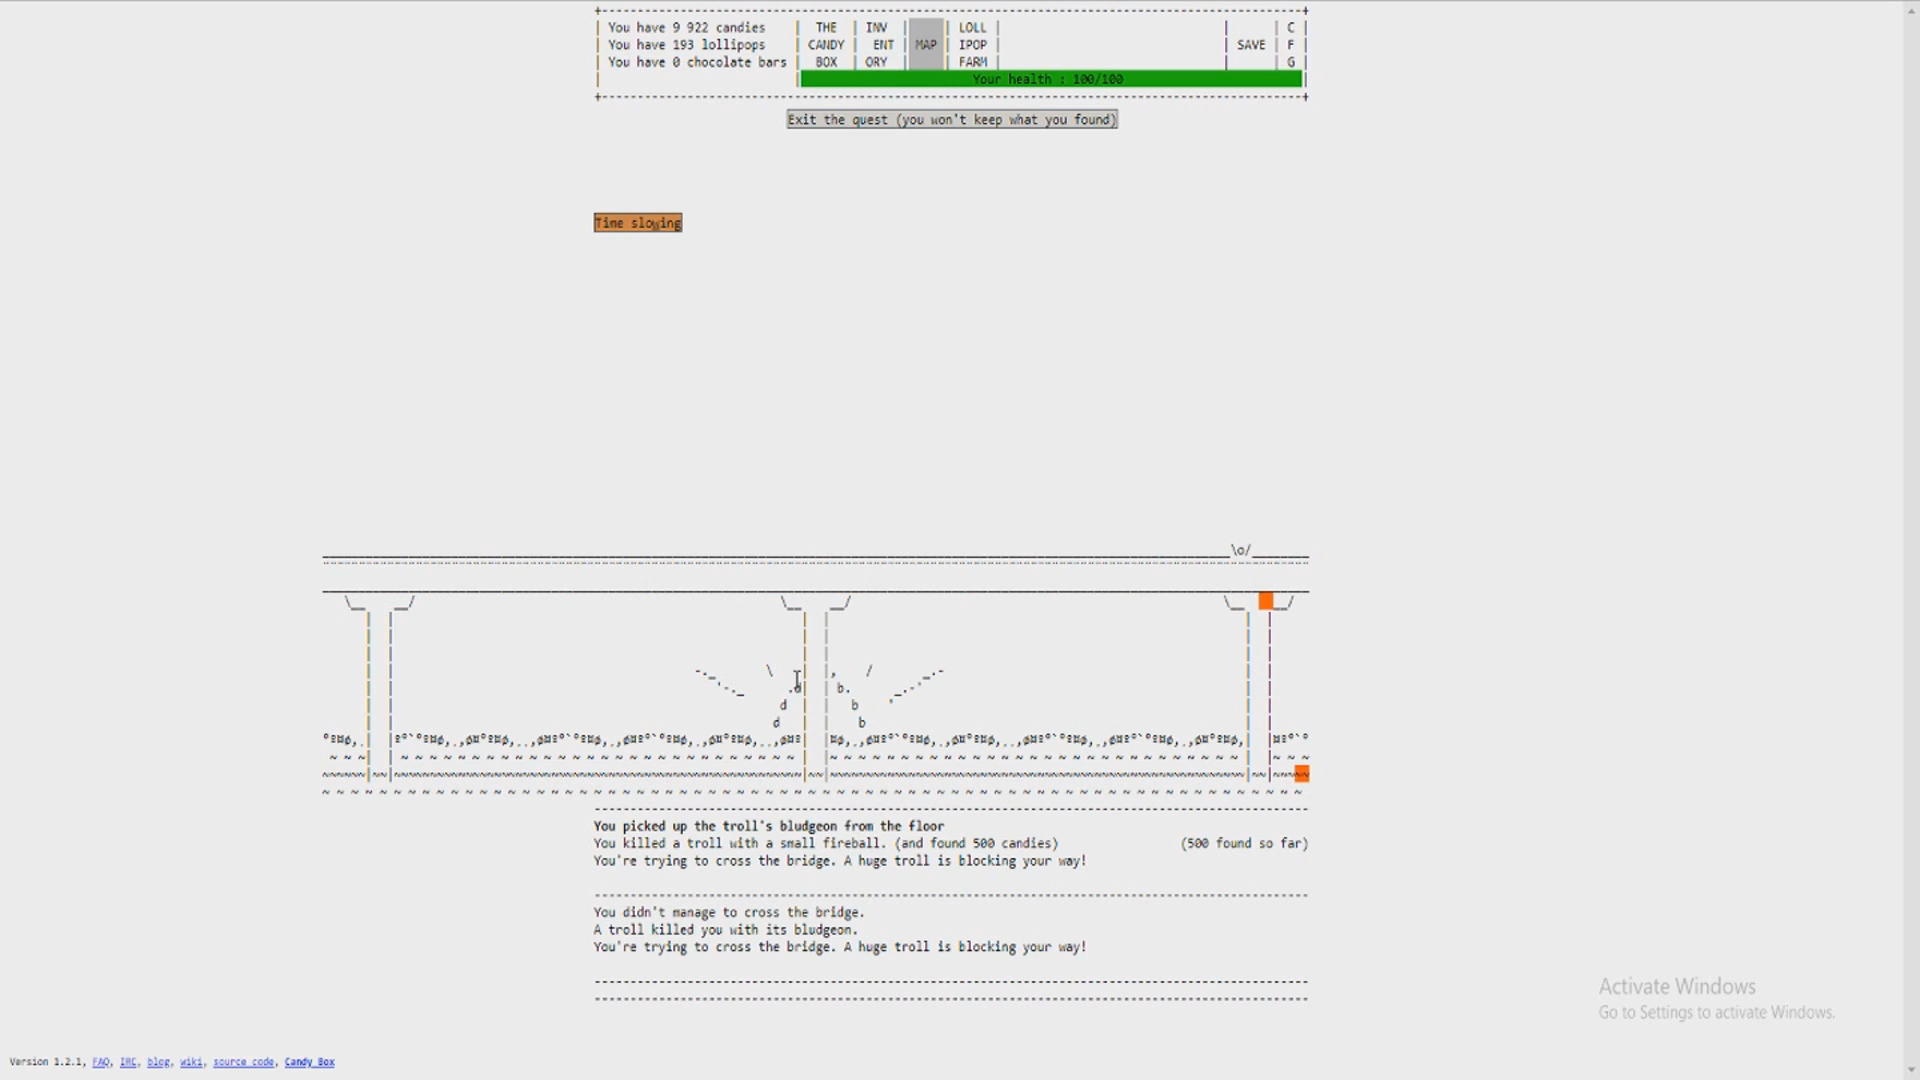 You have 9 922 candies
You have 193 lollipops
You have 0 chocolate bars
THE CANDY BOX
INV ENT ORY
MAP
LOLL IPOP FARM
SAVE
C F G
Your health : 100/100
Exit the quest (you won't keep what you found)
Time slowing
\o/
You picked up the troll's bludgeon from the floor
You killed a troll with a small fireball. (and found 500 candies) (500 found so far)
You're trying to cross the bridge. A huge troll is blocking your way!
You didn't manage to cross the bridge.
A troll killed you with its bludgeon.
You're trying to cross the bridge. A huge troll is blocking your way!
Activate Windows
Go to Settings to activate Windows.
Version 1.2.1, FAQ, IRC, blog, wiki, source code, Candy Box